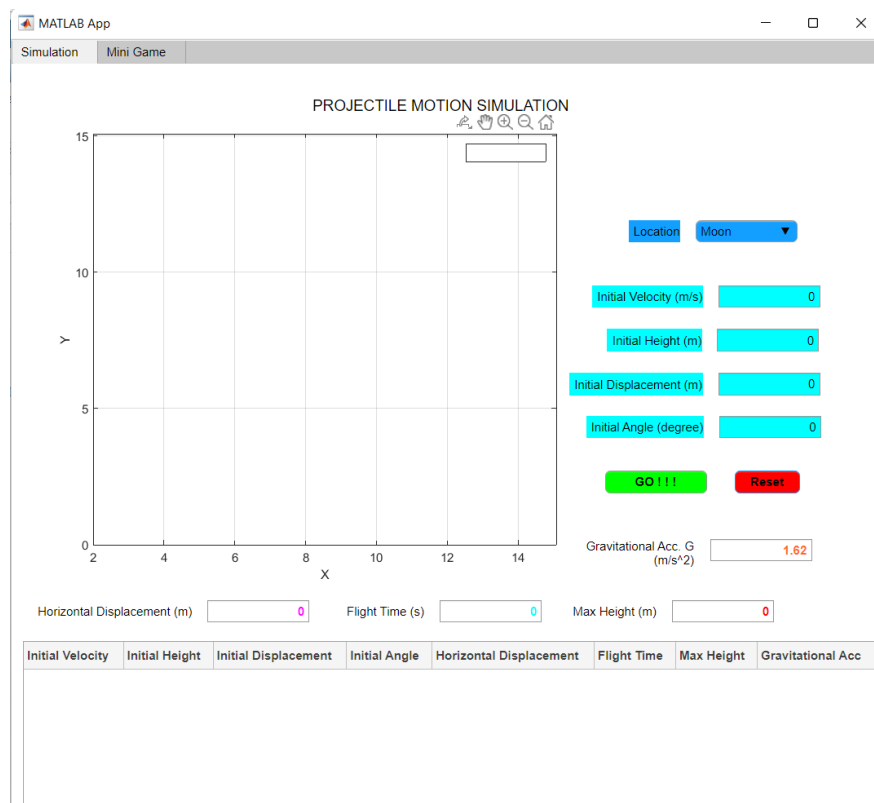 MATLAB App
Simulation Mini Game
PROJECTILE MOTION SIMULATION
15
10
5
0
Y
2 4 6 8 10 12 14
X
Location Moon
Initial Velocity (m/s) 0
Initial Height (m) 0
Initial Displacement (m) 0
Initial Angle (degree) 0
GO ! ! ! Reset
Gravitational Acc. G
(m/s^2) 1.62
Horizontal Displacement (m) 0 Flight Time (s) 0 Max Height (m) 0
Initial Velocity Initial Height Initial Displacement Initial Angle Horizontal Displacement Flight Time Max Height Gravitational Acc